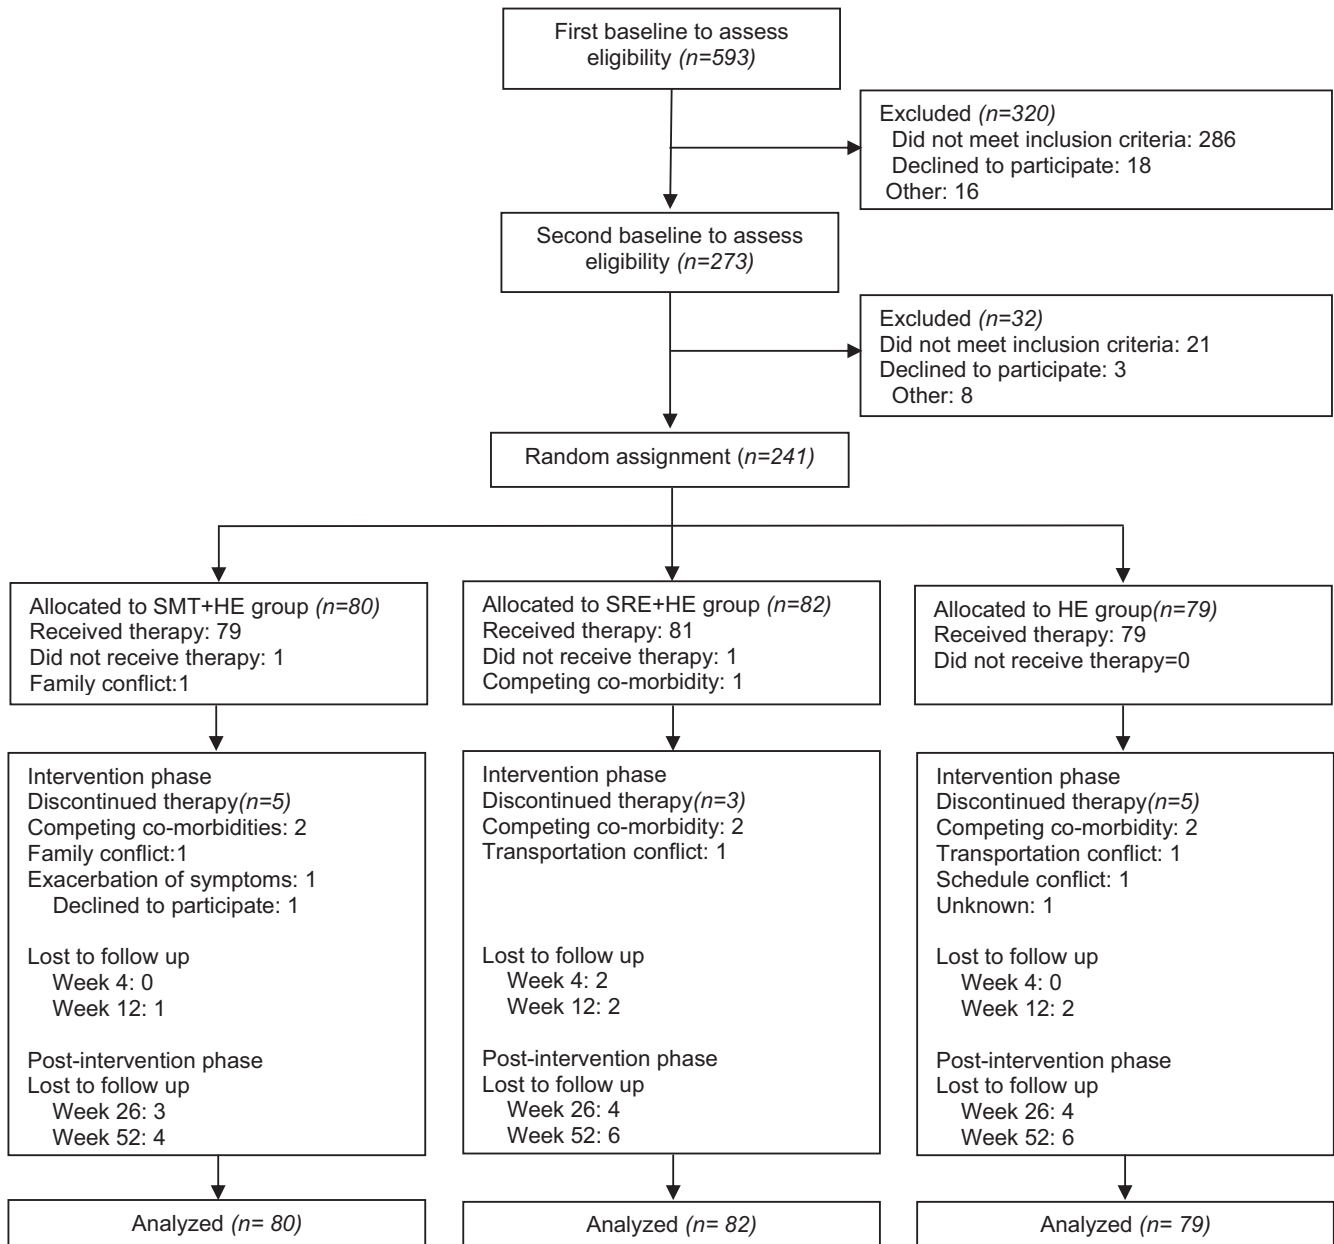 First baseline to assess
eligibility (n=593)
Excluded (n=320)
Did not meet inclusion criteria: 286
Declined to participate: 18
Other: 16
Second baseline to assess
eligibility (n=273)
Excluded (n=32)
Did not meet inclusion criteria: 21
Declined to participate: 3
Other: 8
Random assignment (n=241)
Allocated to SMT+HE group (n=80)
Received therapy: 79
Did not receive therapy: 1
Family conflict:1
Allocated to SRE+HE group (n=82)
Received therapy: 81
Did not receive therapy: 1
Competing co-morbidity: 1
Allocated to HE group(n=79)
Received therapy: 79
Did not receive therapy=0
Intervention phase
Discontinued therapy(n=5)
Competing co-morbidities: 2
Family conflict:1
Exacerbation of symptoms: 1
Declined to participate: 1
Lost to follow up
Week 4: 0
Week 12: 1
Post-intervention phase
Lost to follow up
Week 26: 3
Week 52: 4
Intervention phase
Discontinued therapy(n=3)
Competing co-morbidity: 2
Transportation conflict: 1
Lost to follow up
Week 4: 2
Week 12: 2
Post-intervention phase
Lost to follow up
Week 26: 4
Week 52: 6
Intervention phase
Discontinued therapy(n=5)
Competing co-morbidity: 2
Transportation conflict: 1
Schedule conflict: 1
Unknown: 1
Lost to follow up
Week 4: 0
Week 12: 2
Post-intervention phase
Lost to follow up
Week 26: 4
Week 52: 6
Analyzed (n= 80)
Analyzed (n= 82)
Analyzed (n= 79)